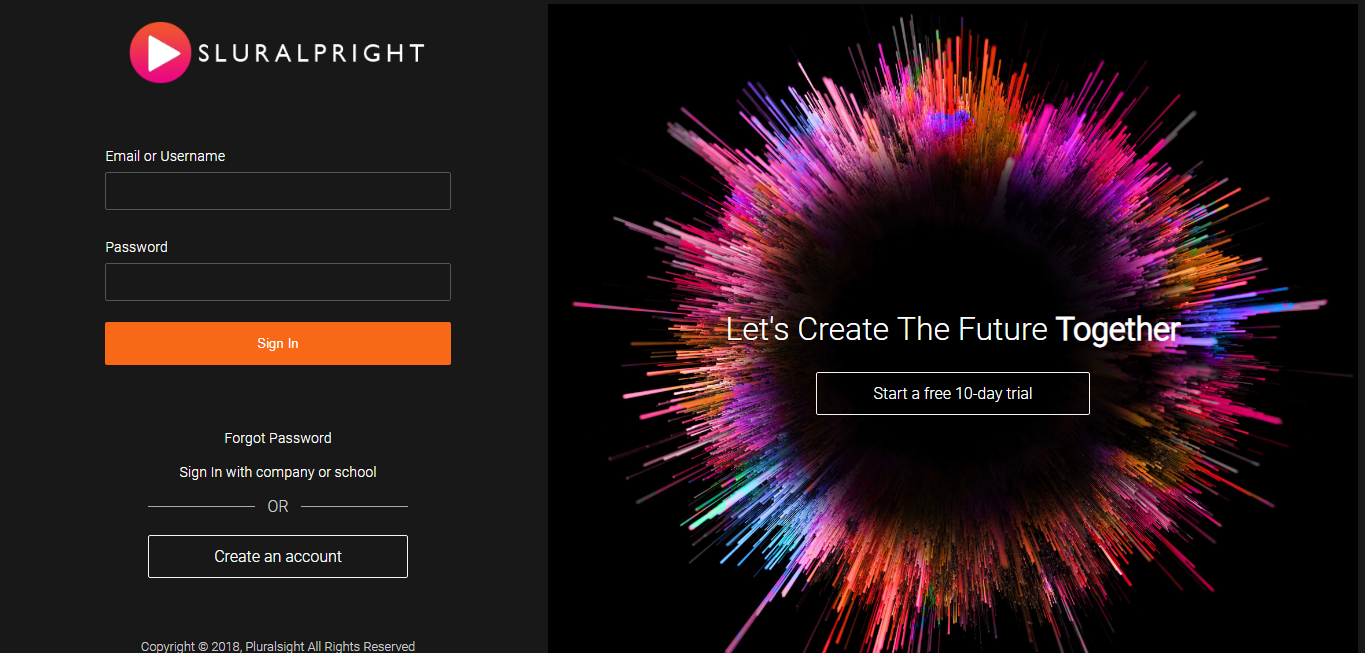 SLURALPRIGHT
Email or Username
Password
Sign In
Forgot Password
Sign In with company or school
OR
Create an account
Copyright © 2018, Pluralsight All Rights Reserved
Let's Create The Future Together
Start a free 10-day trial